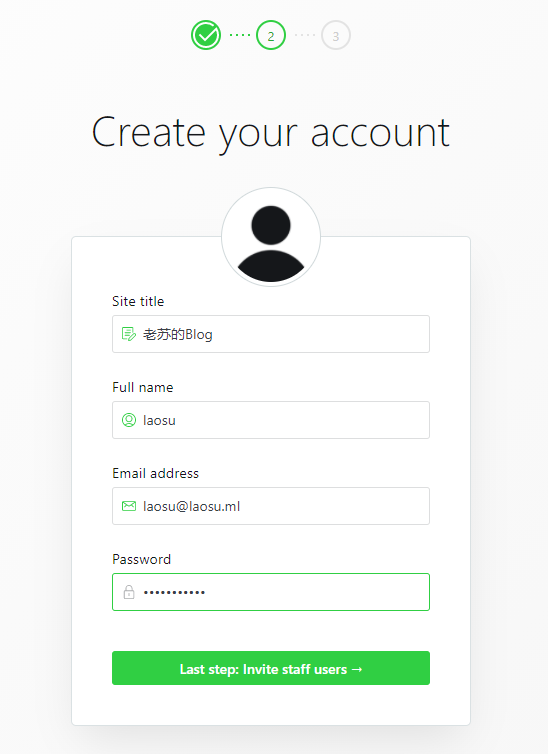 2
3
Create your account
Site title
老苏的Blog
Full name
laosu
Email address
laosu@laosu.ml
Password
•••••••••••
Last step: Invite staff users →